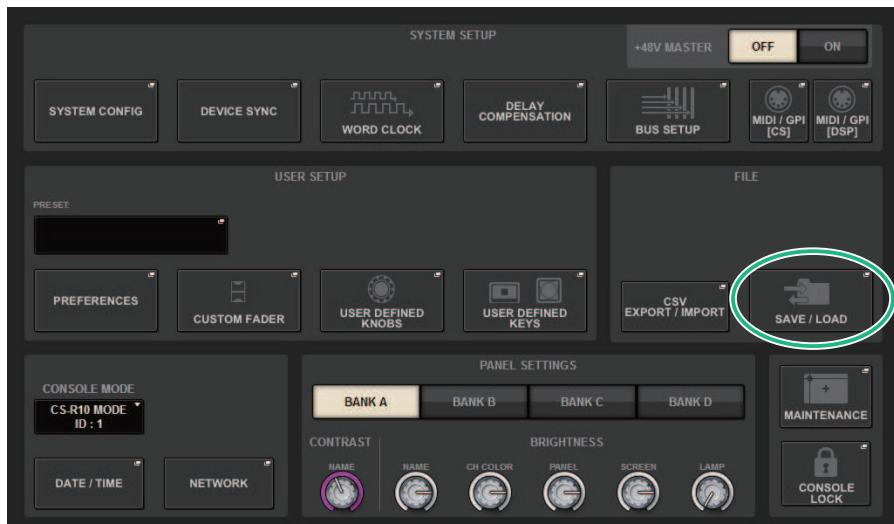 SYSTEM SETUP
+48V MASTER
OFF
ON
SYSTEM CONFIG
DEVICE SYNC
WORD CLOCK
DELAY
COMPENSATION
BUS SETUP
MIDI / GPI
[CS]
MIDI / GPI
[DSP]
USER SETUP
PRESET:
PREFERENCES
CUSTOM FADER
USER DEFINED
KNOBS
USER DEFINED
KEYS
FILE
CSV
EXPORT / IMPORT
SAVE / LOAD
CONSOLE MODE
CS-R10 MODE
ID : 1
DATE / TIME
NETWORK
PANEL SETTINGS
BANK A
BANK B
BANK C
BANK D
CONTRAST
BRIGHTNESS
NAME
NAME
CH COLOR
PANEL
SCREEN
LAMP
MAINTENANCE
CONSOLE
LOCK